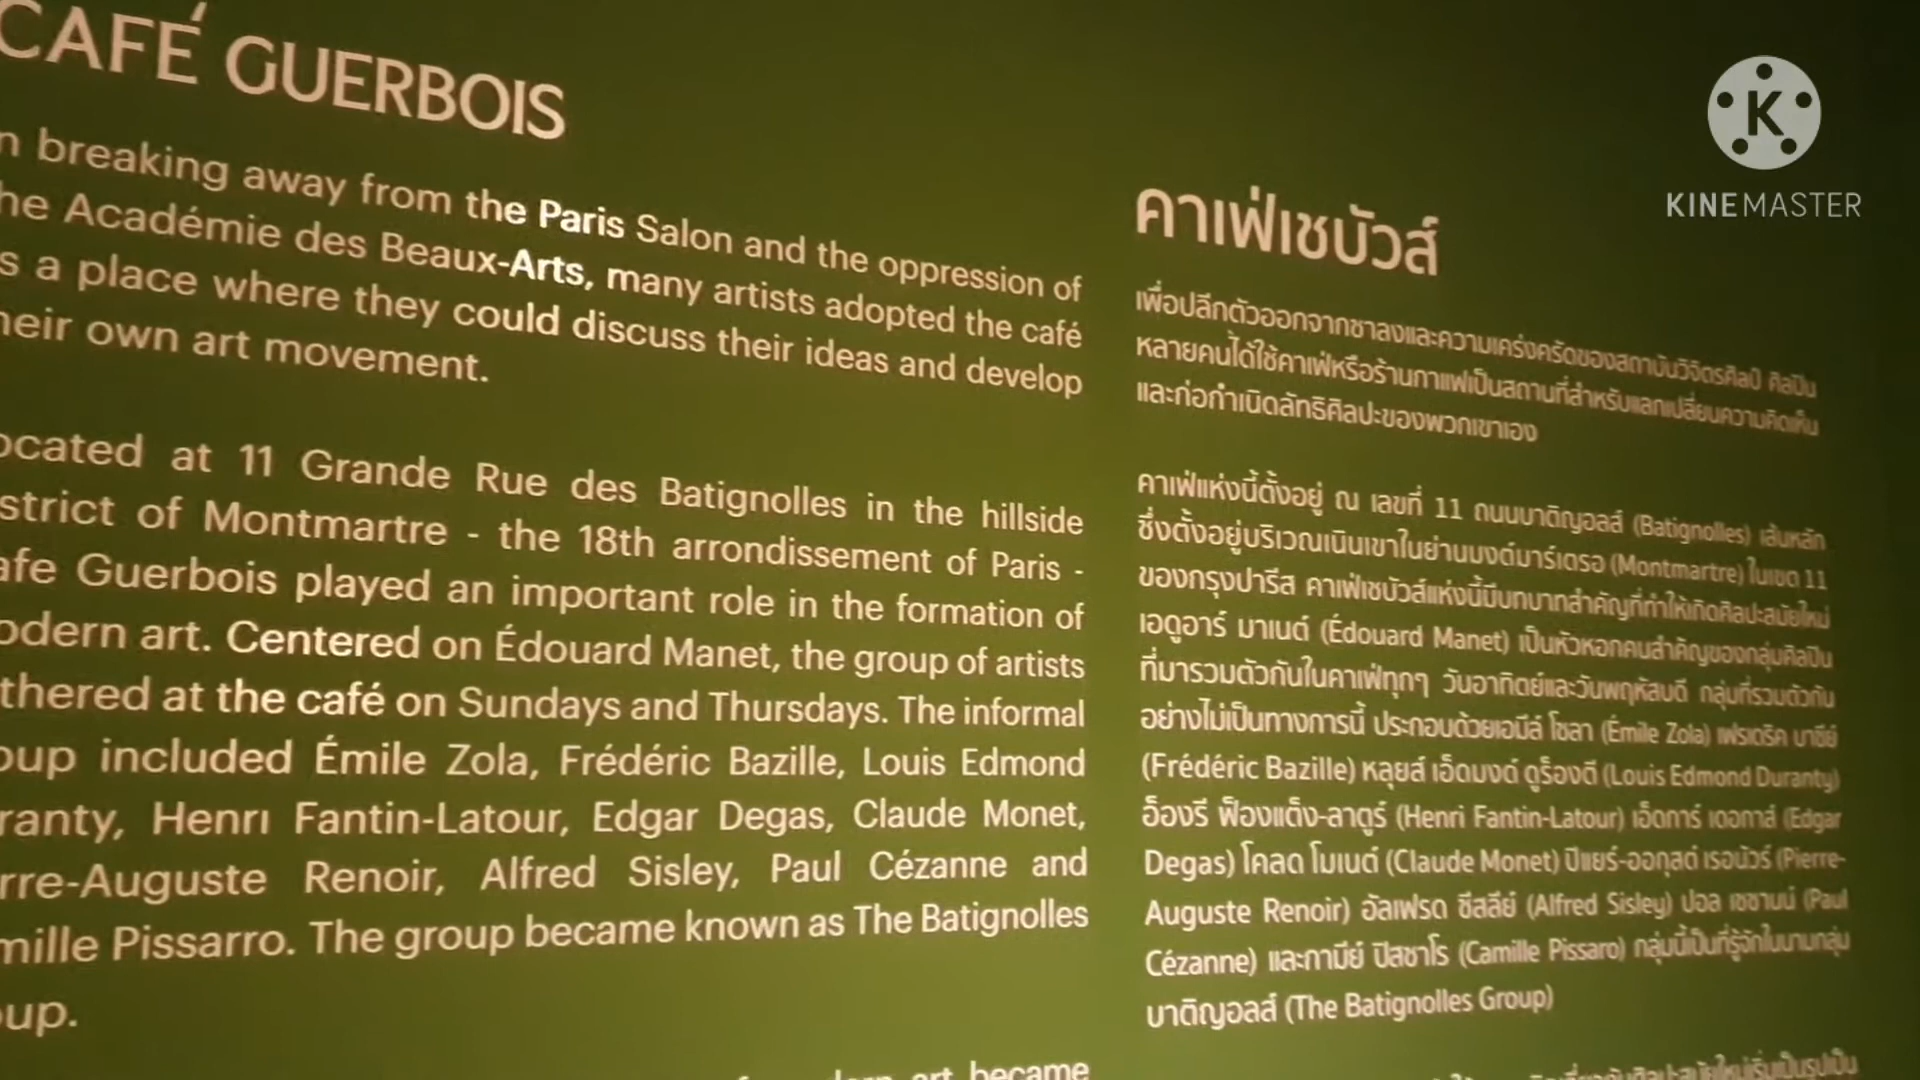 CAFÉ GUERBOIS
breaking away from the Paris Salon and the oppression of
Académie des Beaux-Arts, many artists adopted the café
a place where they could discuss their ideas and develop
own art movement.
at 11 Grande Rue des Batignolles in the hillside
of Montmartre - the 18th arrondissement of Paris -
Guerbois played an important role in the formation of
art. Centered on Édouard Manet, the group of artists
at the café on Sundays and Thursdays. The informal
included Émile Zola, Frédéric Bazille, Louis Edmond
Henri Fantin-Latour, Edgar Degas, Claude Monet,
Renoir, Alfred Sisley, Paul Cézanne and
Pissarro. The group became known as The Batignolles
art became
คาเฟ่เชบัวส์
เพื่อปลีกตัวออกจากซาลงและความเคร่งครัดของสถาบันวิจิตรศิลป์ ศิลปิน
หลายคนได้ใช้คาเฟ่หรือร้านกาแฟเป็นสถานที่สำหรับแลกเปลี่ยนความคิดเห็น
และก่อกำเนิดลัทธิศิลปะของพวกเขาเอง
คาเฟ่แห่งนี้ตั้งอยู่ ณ เลขที่ 11 ถนนบาติญอลส์ (Batignolles) เส้นหลัก
ซึ่งตั้งอยู่บริเวณเนินเขาในย่านมงต์มาร์เตรอ (Montmartre) ในเขต 11
ของกรุงปารีส คาเฟ่เชบัวส์แห่งนี้มีบทบาทสำคัญที่ทำให้เกิดศิลปะสมัยใหม่
เอดูอาร์ มาเนต์ (Édouard Manet) เป็นหัวหอกคนสำคัญของกลุ่มศิลปิน
ที่มารวมตัวกันในคาเฟ่ทุกๆ วันอาทิตย์และวันพฤหัสบดี กลุ่มที่รวมตัวกัน
อย่างไม่เป็นทางการนี้ ประกอบด้วยเอมีล์ โซลา (Émile Zola) เฟรเดริค บาซีย์
(Frédéric Bazille) หลุยส์ เอ็ดมงด์ ดูร็องตี (Louis Edmond Duranty)
อ็องรี ฟ็องแต็ง-ลาตูร์ (Henri Fantin-Latour) เอ็ดการ์ เดอกาส์ (Edgar
Degas) โคลด โมเนต์ (Claude Monet) ปิแยร์-ออกุสต์ เรอนัวร์ (Pierre-
Auguste Renoir) อัลเฟรด ซีสลีย์ (Alfred Sisley) ปอล เซซานน์ (Paul
Cézanne) และกามีย์ ปิสซาโร (Camille Pissaro) กลุ่มนี้เป็นที่รู้จักในนามกลุ่ม
บาติญอลส์ (The Batignolles Group)
KINEMASTER